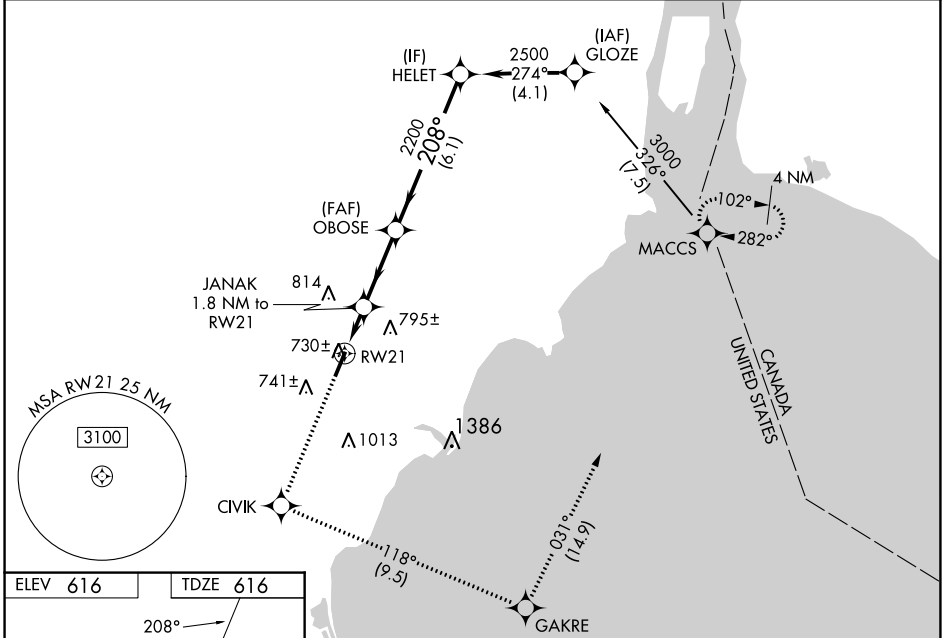 (IF)
HELET
2500
274°
(4.1)
(IAF)
GLOZE
2200
208°
(6.1)
3000
326°
(7.5)
4 NM
102°
282°
MACCS
(FAF)
OBOSE
JANAK
1.8 NM to
RW21
814
795±
730±
RW21
741±
CANADA
UNITED STATES
MSA RW21 25 NM
3100
1013
1386
CIVIK
118°
(9.5)
031°
(14.9)
GAKRE
ELEV 616
TDZE 616
208°